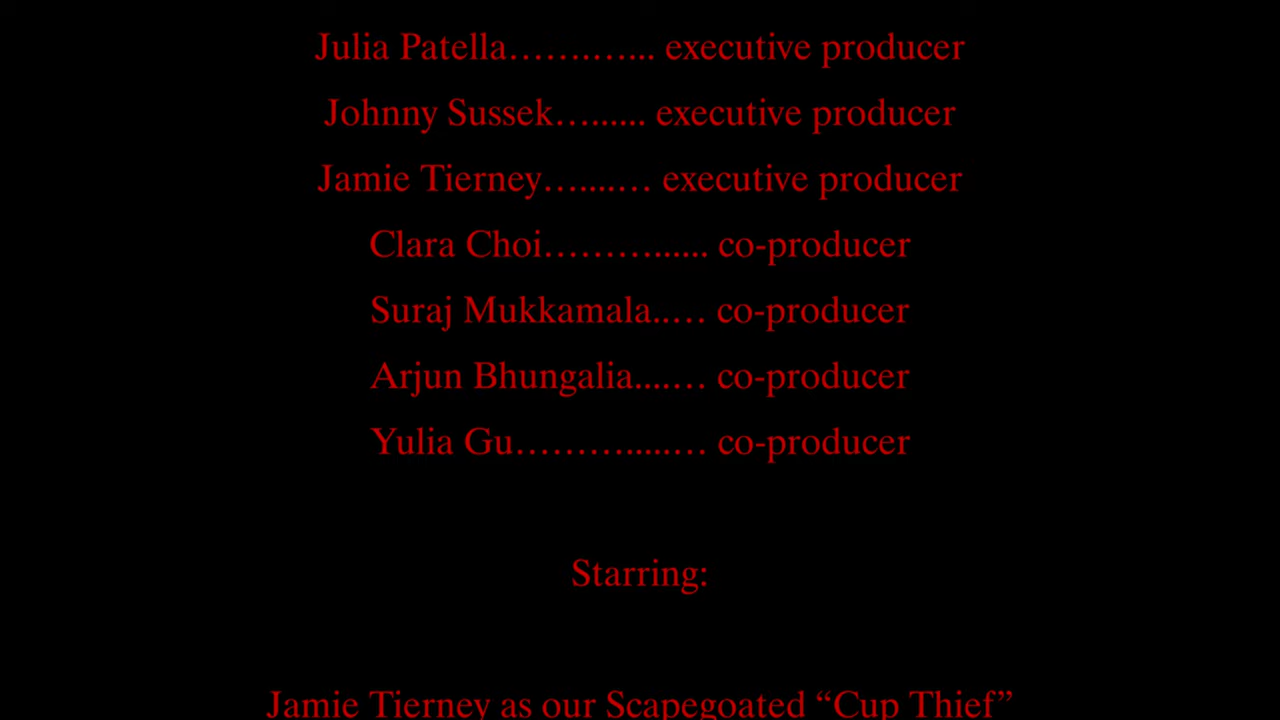 Julia Patella…….…... executive producer
Johnny Sussek…...... executive producer
Jamie Tierney…....… executive producer
Clara Choi………...... co-producer
Suraj Mukkamala..… co-producer
Arjun Bhungalia....… co-producer
Yulia Gu……….....… co-producer
Starring:
Jamie Tierney as our Scapegoated “Cup Thief”